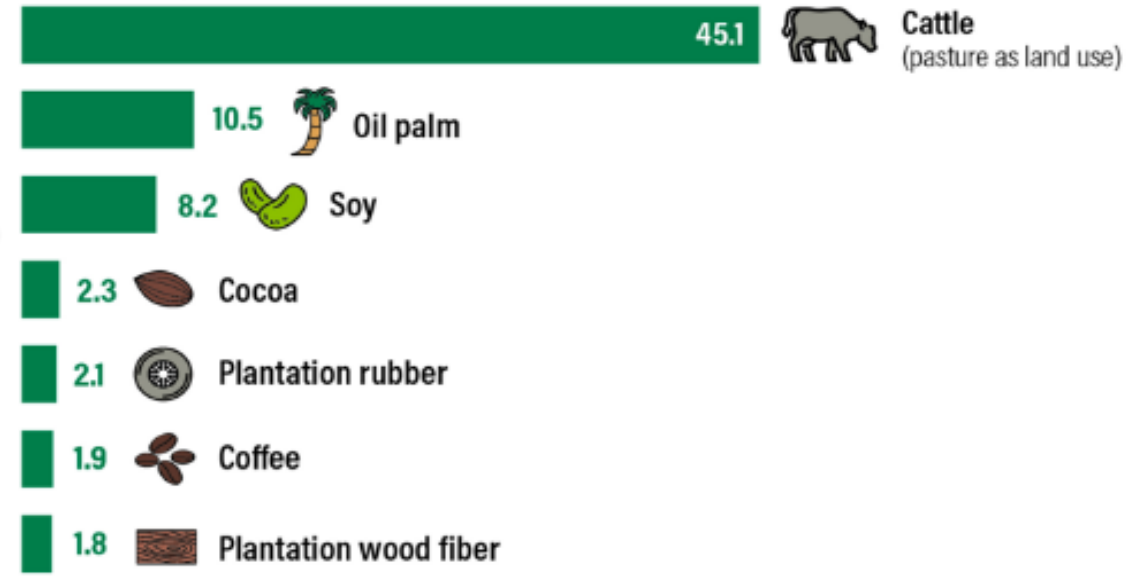 45.1 Cattle
(pasture as land use)
10.5 Oil palm
8.2 Soy
2.3 Cocoa
2.1 Plantation rubber
1.9 Coffee
1.8 Plantation wood fiber